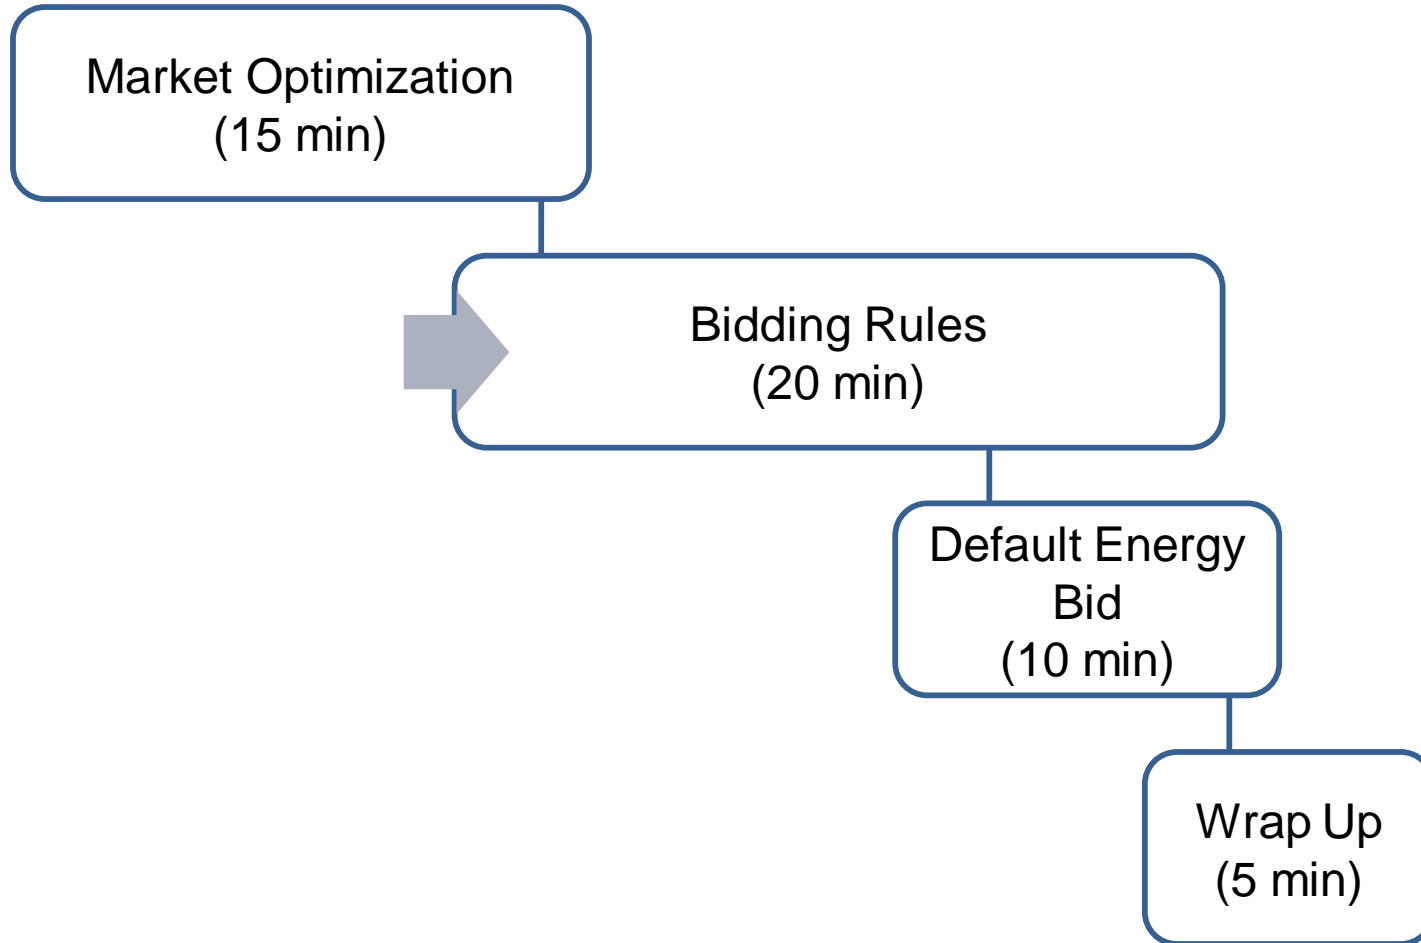 Market Optimization
(15 min)
Bidding Rules
(20 min)
Default Energy
Bid
(10 min)
Wrap Up
(5 min)